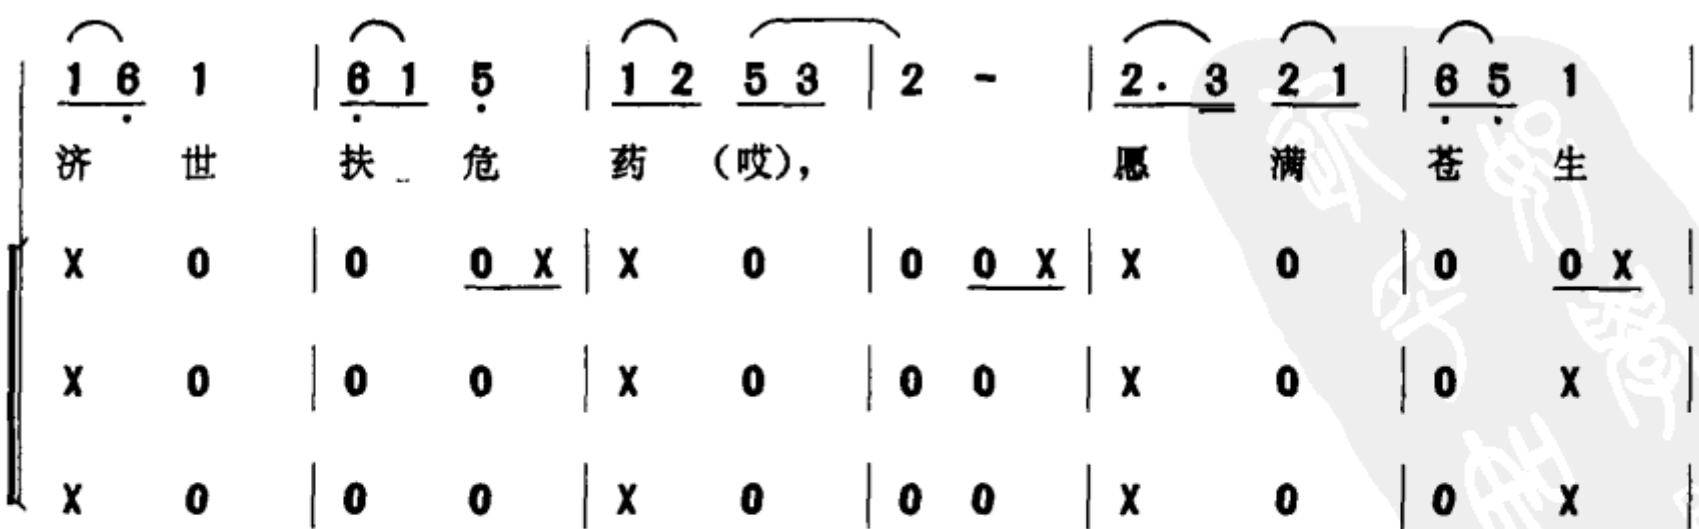 1 6 1 | 6 1 5 | 1 2 5 3 | 2 - | 2. 3 2 1 | 6 5 1 |
济 世 扶 危 药 (哎), 愿 满 苍 生
X 0 | 0 0 X | X 0 | 0 0 X | X 0 | 0 0 X |
X 0 | 0 0 | X 0 | 0 0 | X 0 | 0 X |
X 0 | 0 0 | X 0 | 0 0 | X 0 | 0 X |